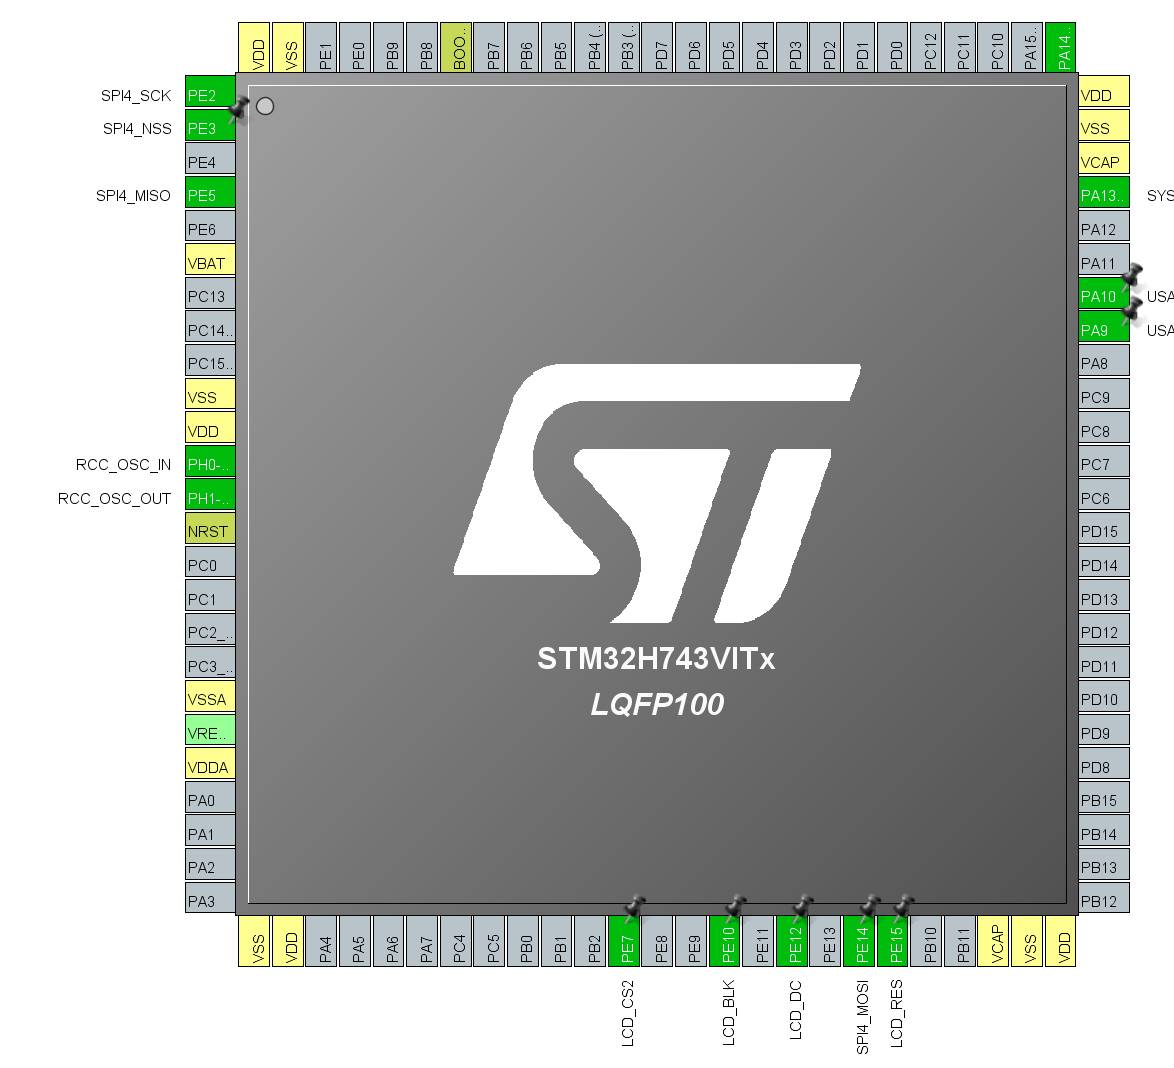 VDD
VSS
PE1
PE0
PB9
PB8
BOO..
PB7
PB6
PB5
PB4 (..
PB3 (..
PD7
PD6
PD5
PD4
PD3
PD2
PD1
PD0
PC12
PC11
PC10
PA15..
PA14..
SPI4_SCK PE2
SPI4_NSS PE3
PE4
SPI4_MISO PE5
PE6
VBAT
PC13
PC14..
PC15..
VSS
VDD
RCC_OSC_IN PH0-..
RCC_OSC_OUT PH1-..
NRST
PC0
PC1
PC2_..
PC3_..
VSSA
VRE..
VDDA
PA0
PA1
PA2
PA3
ST
STM32H743VITx
LQFP100
VDD
VSS
VCAP
PA13.. SYS
PA12
PA11
PA10 USA
PA9 USA
PA8
PC9
PC8
PC7
PC6
PD15
PD14
PD13
PD12
PD11
PD10
PD9
PD8
PB15
PB14
PB13
PB12
VSS
VDD
PA4
PA5
PA6
PA7
PC4
PC5
PB0
PB1
PB2
PE7 LCD_CS2
PE8
PE9
PE10 LCD_BLK
PE11
PE12 LCD_DC
PE13
PE14 SPI4_MOSI
PE15 LCD_RES
PB10
PB11
VCAP
VSS
VDD